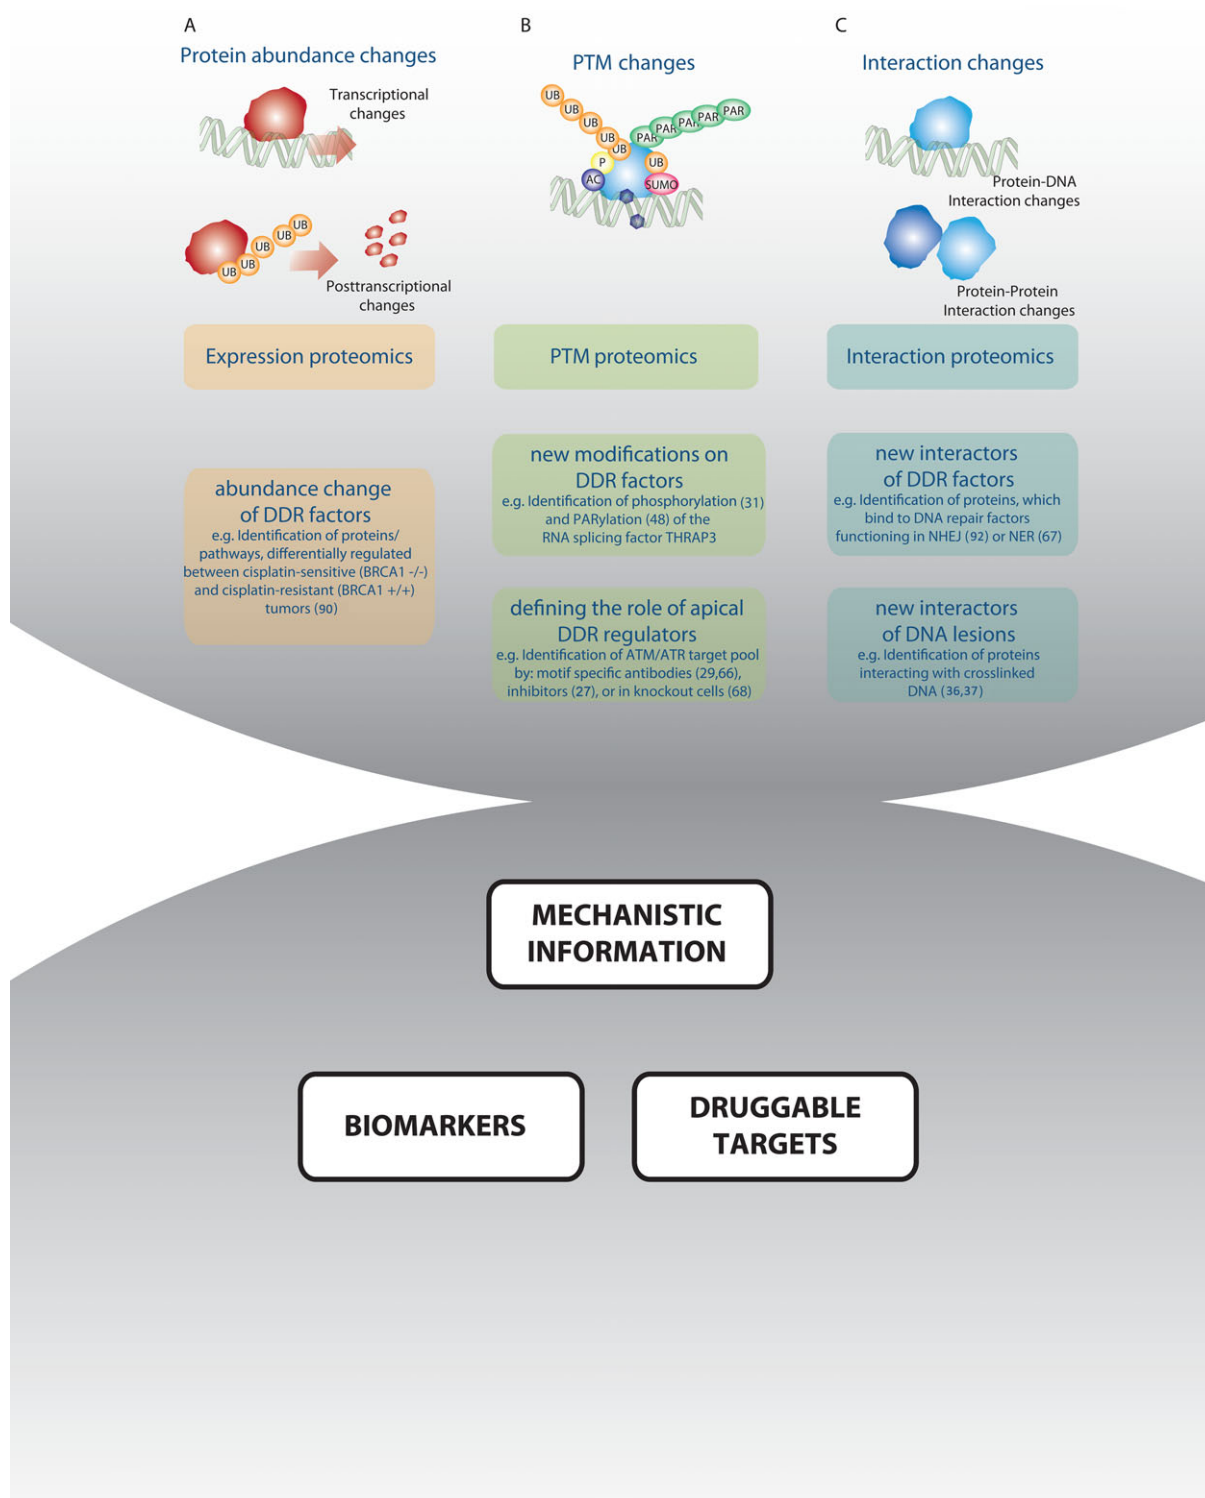 A
Protein abundance changes
Transcriptional
changes
UB
UB
UB
UB
UB
Posttranscriptional
changes
Expression proteomics
abundance change
of DDR factors
e.g. Identification of proteins/
pathways, differentially regulated
between cisplatin-sensitive (BRCA1 -/-)
and cisplatin-resistant (BRCA1 +/+)
tumors (90)
B
PTM changes
UB
UB
UB
UB
UB
PAR
PAR
PAR
PAR
PAR
P
UB
AC
SUMO
PTM proteomics
new modifications on
DDR factors
e.g. Identification of phosphorylation (31)
and PARylation (48) of the
RNA splicing factor THRAP3
defining the role of apical
DDR regulators
e.g. Identification of ATM/ATR target pool
by: motif specific antibodies (29,66),
inhibitors (27), or in knockout cells (68)
C
Interaction changes
Protein-DNA
Interaction changes
Protein-Protein
Interaction changes
Interaction proteomics
new interactors
of DDR factors
e.g. Identification of proteins, which
bind to DNA repair factors
functioning in NHEJ (92) or NER (67)
new interactors
of DNA lesions
e.g. Identification of proteins
interacting with crosslinked
DNA (36,37)
MECHANISTIC
INFORMATION
BIOMARKERS
DRUGGABLE
TARGETS